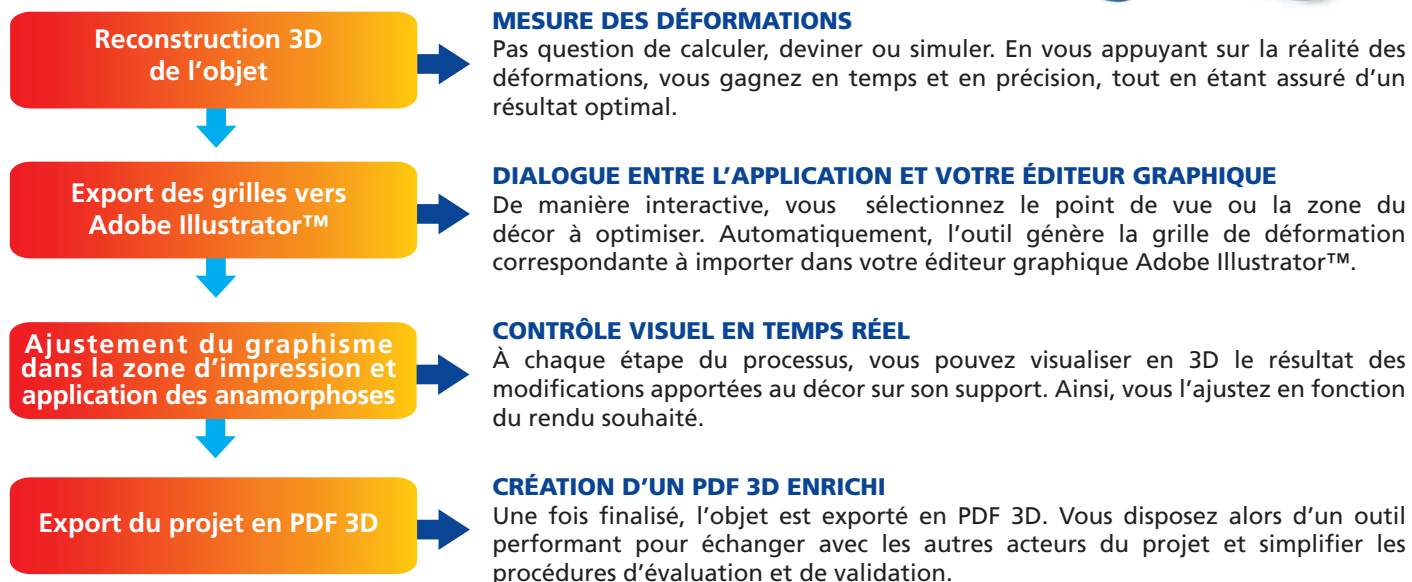 Reconstruction 3D
de l’objet
MESURE DES DÉFORMATIONS
Pas question de calculer, deviner ou simuler. En vous appuyant sur la réalité des
déformations, vous gagnez en temps et en précision, tout en étant assuré d’un
résultat optimal.
Export des grilles vers
Adobe Illustrator™
DIALOGUE ENTRE L’APPLICATION ET VOTRE ÉDITEUR GRAPHIQUE
De manière interactive, vous sélectionnez le point de vue ou la zone du
décor à optimiser. Automatiquement, l’outil génère la grille de déformation
correspondante à importer dans votre éditeur graphique Adobe Illustrator™.
Ajustement du graphisme
dans la zone d’impression et
application des anamorphoses
CONTRÔLE VISUEL EN TEMPS RÉEL
À chaque étape du processus, vous pouvez visualiser en 3D le résultat des
modifications apportées au décor sur son support. Ainsi, vous l’ajustez en fonction
du rendu souhaité.
Export du projet en PDF 3D
CRÉATION D’UN PDF 3D ENRICHI
Une fois finalisé, l’objet est exporté en PDF 3D. Vous disposez alors d’un outil
performant pour échanger avec les autres acteurs du projet et simplifier les
procédures d’évaluation et de validation.